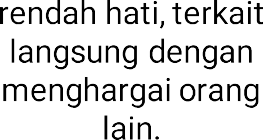 rendah hati, terkait
langsung dengan
menghargai orang
lain.